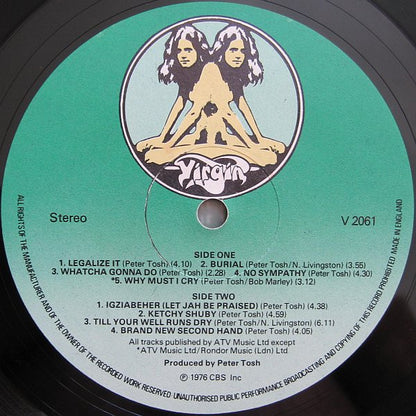 Virgin
Stereo
V 2061
SIDE ONE
1. LEGALIZE IT (Peter Tosh) (4.10) 2. BURIAL (Peter Tosh/N. Livingston) (3.55)
3. WHATCHA GONNA DO (Peter Tosh) (2.28) 4. NO SYMPATHY (Peter Tosh) (4.30)
*5. WHY MUST I CRY (Peter Tosh/Bob Marley) (3.12)
SIDE TWO
1. IGZIABEHER (LET JAH BE PRAISED) (Peter Tosh) (4.38)
2. KETCHY SHUBY (Peter Tosh) (4.59)
3. TILL YOUR WELL RUNS DRY (Peter Tosh/N. Livingston) (6.11)
4. BRAND NEW SECOND HAND (Peter Tosh) (4.05)
All tracks published by ATV Music Ltd except
*ATV Music Ltd/Rondor Music (Ldn) Ltd
Produced by Peter Tosh
℗ 1976 CBS Inc
ALL RIGHTS OF THE MANUFACTURER AND OF THE OWNER OF THE RECORDED WORK RESERVED UNAUTHORISED PUBLIC PERFORMANCE BROADCASTING AND COPYING OF THIS RECORD PROHIBITED MADE IN ENGLAND